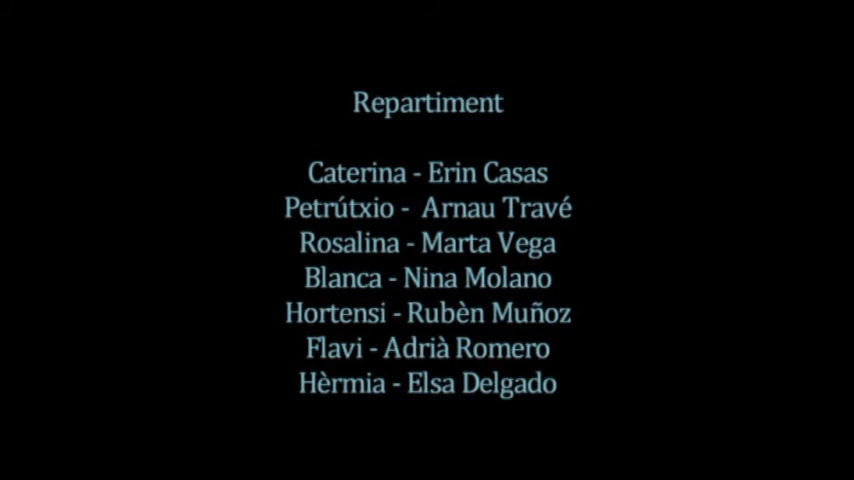 Repartiment
Caterina - Erin Casas
Petrútxio -  Arnau Travé
Rosalina - Marta Vega
Blanca - Nina Molano
Hortensi - Rubèn Muñoz
Flavi - Adrià Romero
Hèrmia - Elsa Delgado